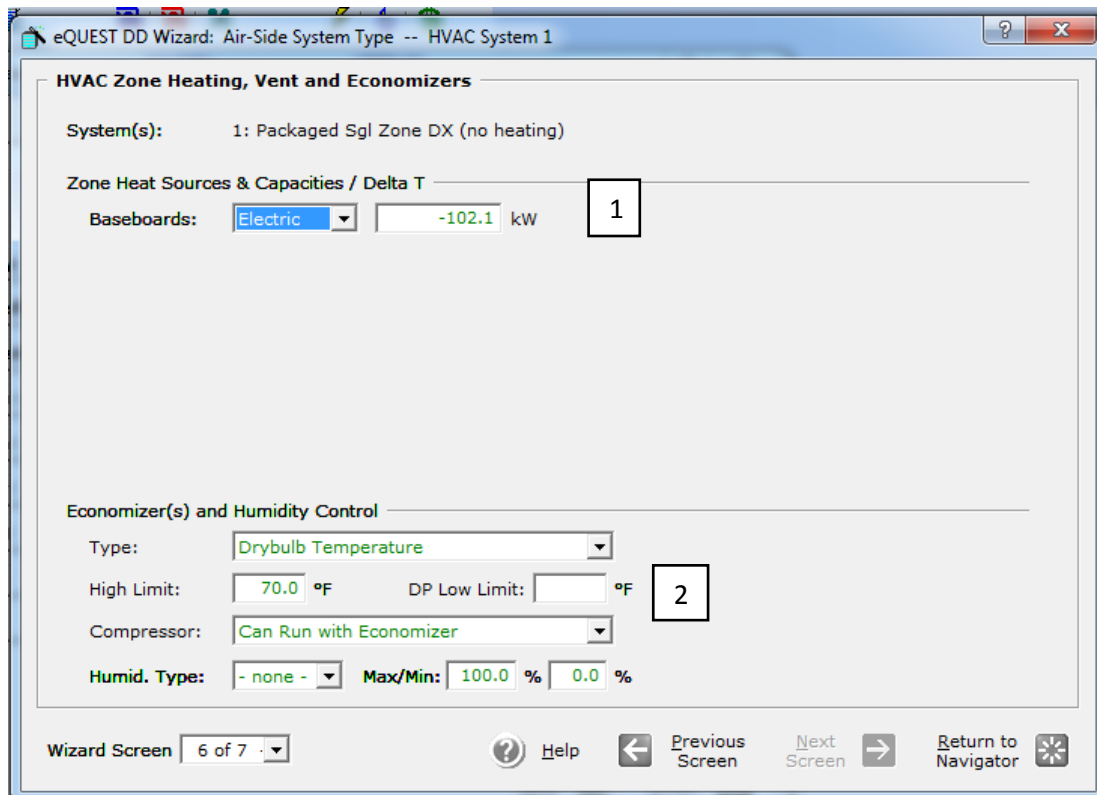 eQUEST DD Wizard: Air-Side System Type -- HVAC System 1
HVAC Zone Heating, Vent and Economizers
System(s): 1: Packaged Sgl Zone DX (no heating)
Zone Heat Sources & Capacities / Delta T
Baseboards: Electric -102.1 kW 1
Economizer(s) and Humidity Control
Type: Drybulb Temperature
High Limit: 70.0 °F DP Low Limit: °F 2
Compressor: Can Run with Economizer
Humid. Type: - none - Max/Min: 100.0 % 0.0 %
Wizard Screen 6 of 7 Help Previous Screen Next Screen Return to Navigator